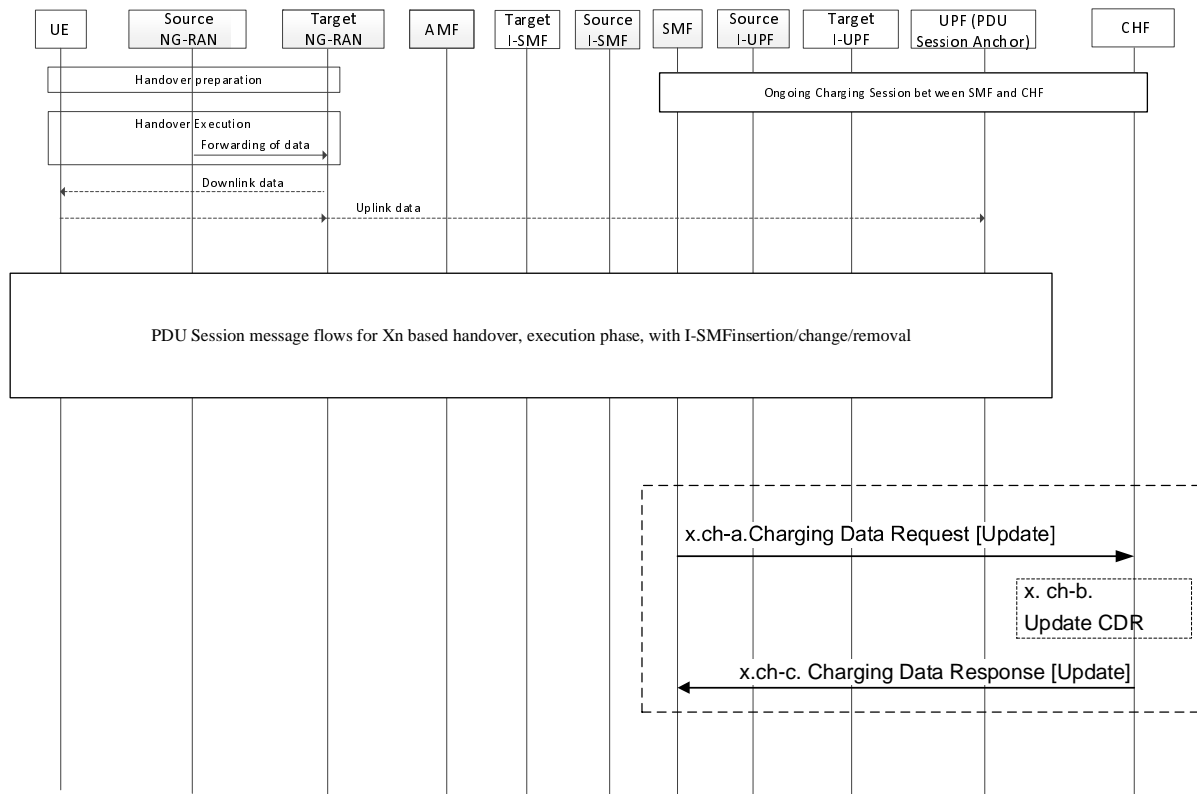 UE
Source
NG-RAN
Target
NG-RAN
AMF
Target
I-SMF
Source
I-SMF
SMF
Source
I-UPF
Target
I-UPF
UPF (PDU
Session Anchor)
CHF
Handover preparation
Ongoing Charging Session between SMF and CHF
Handover Execution
Forwarding of data
Downlink data
Uplink data
PDU Session message flows for Xn based handover, execution phase, with I-SMFinsertion/change/removal
x.ch-a.Charging Data Request [Update]
x. ch-b.
Update CDR
x.ch-c. Charging Data Response [Update]